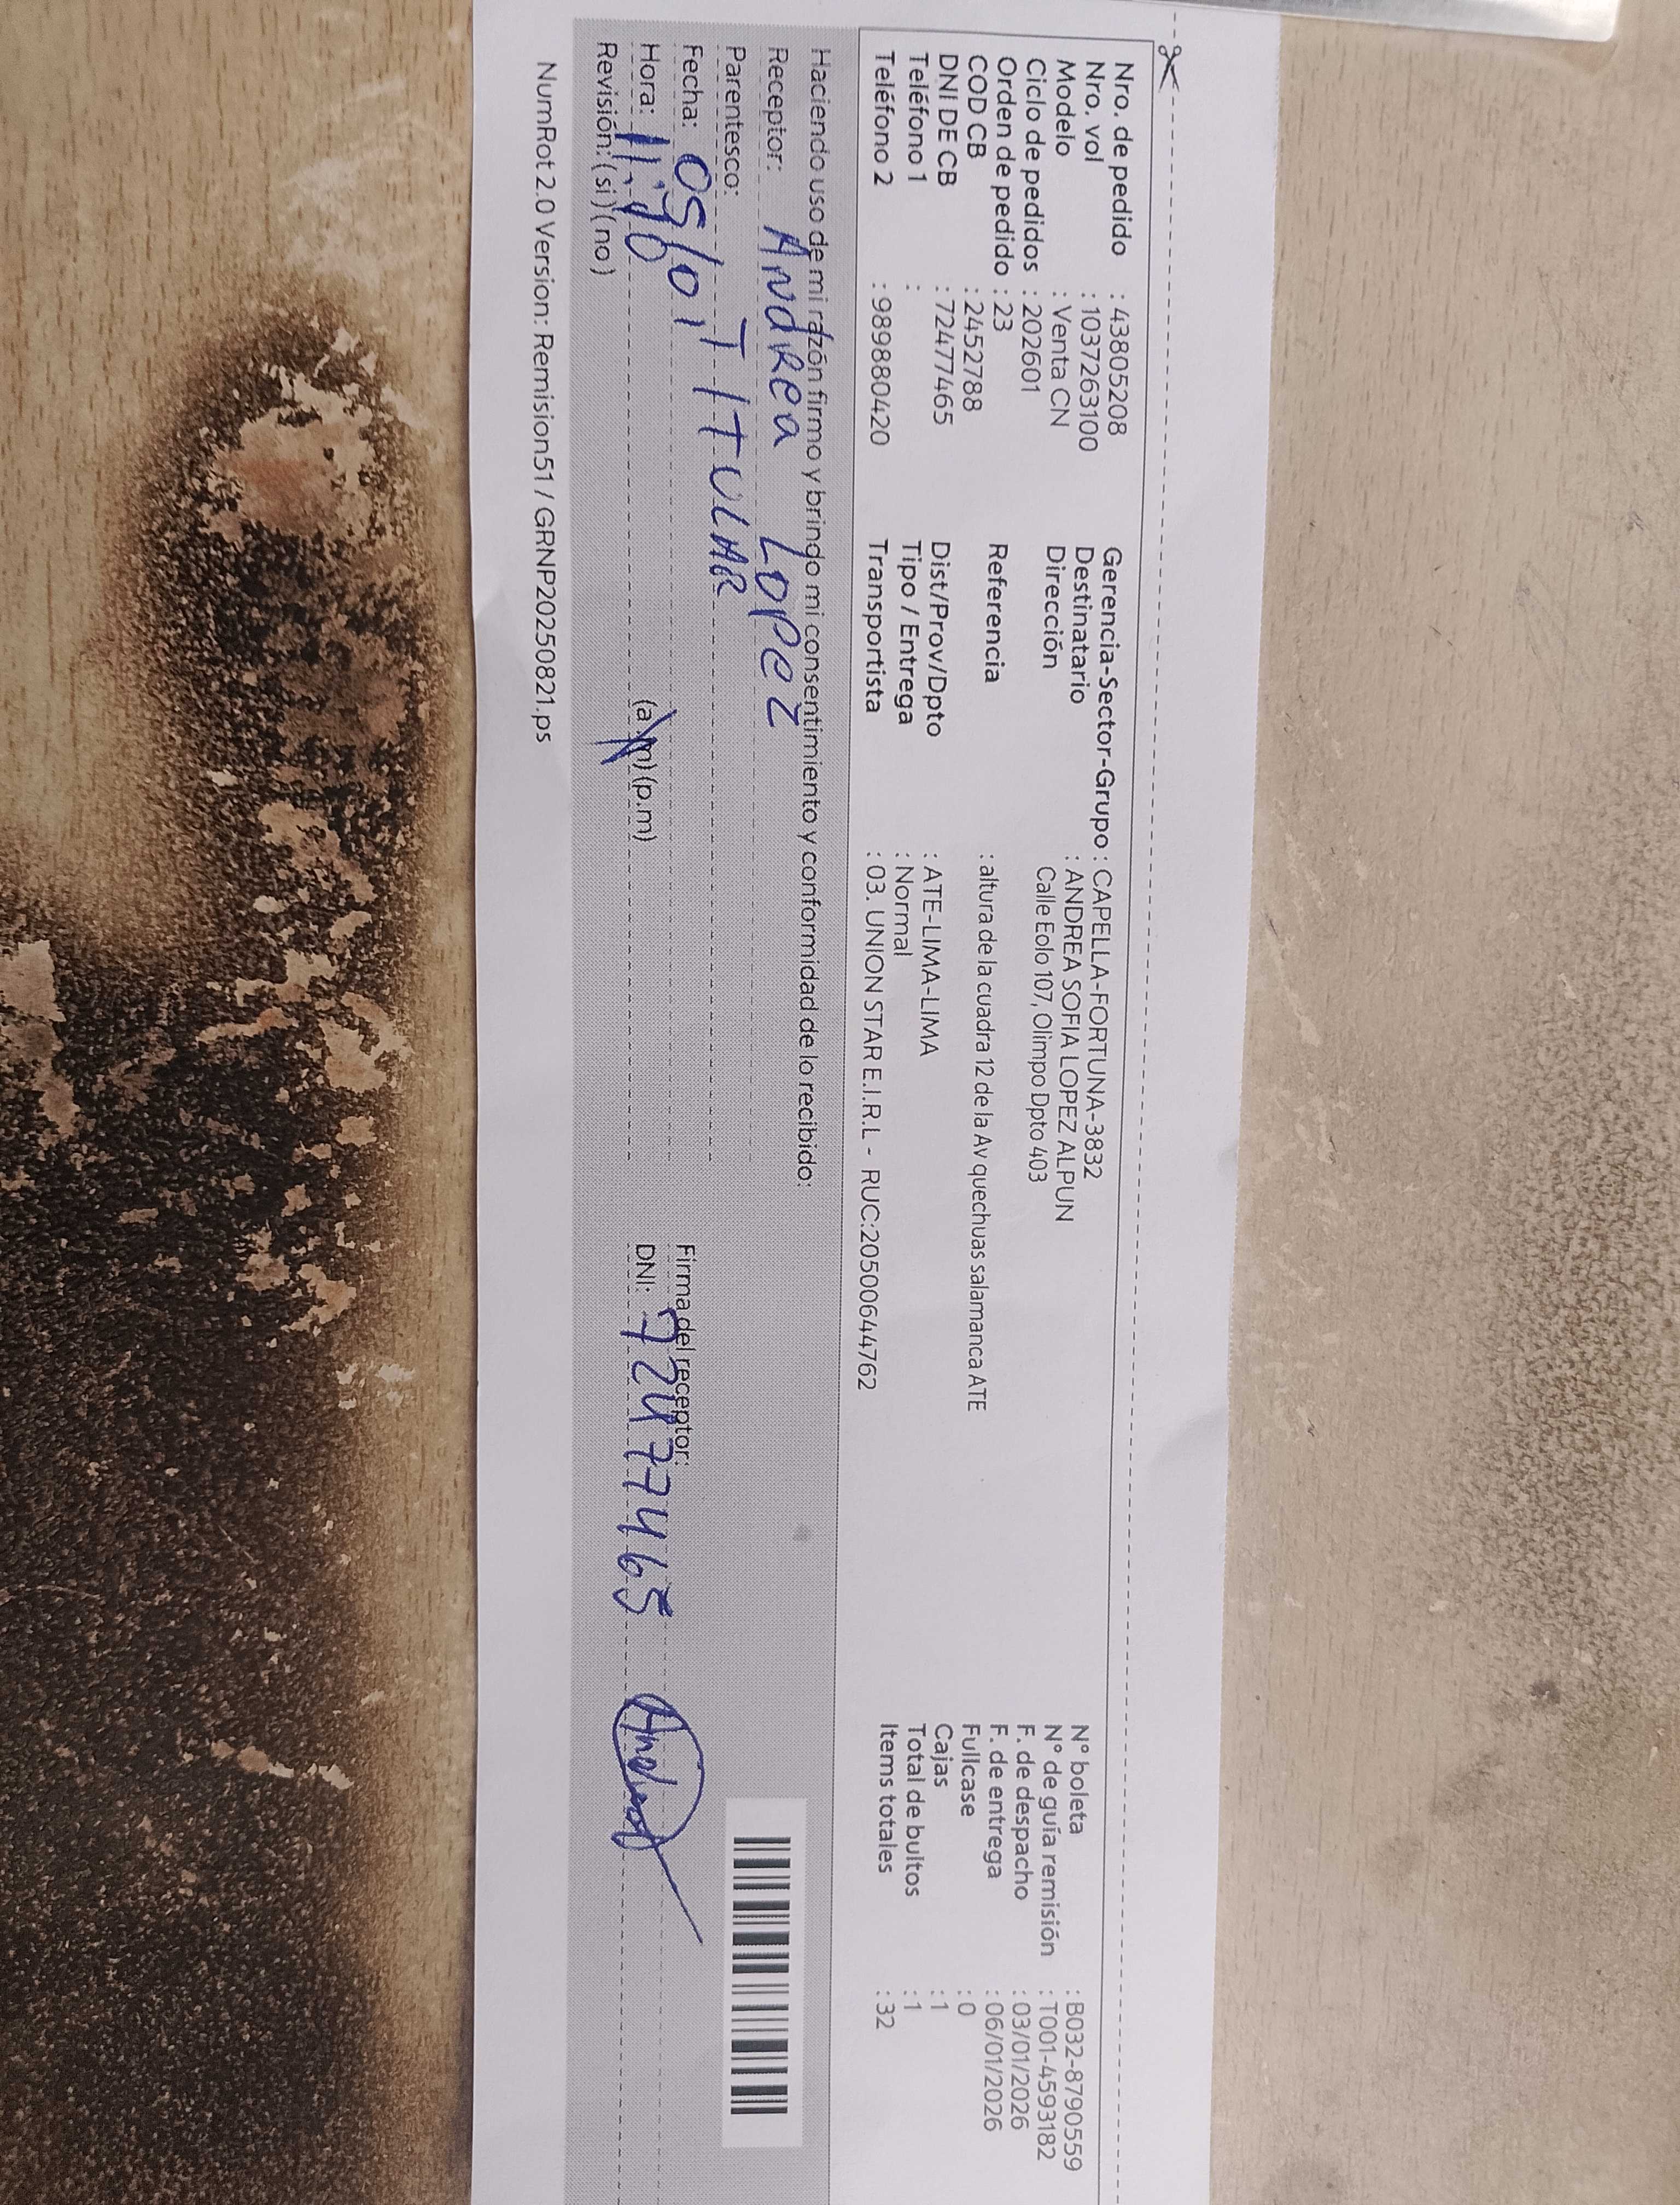 Nro. de pedido : 43805208
Nro. vol : 1037263100
Modelo : Venta CN
Ciclo de pedidos : 202601
Orden de pedido : 23
COD CB : 2452788
DNI DE CB : 72477465
Teléfono 1 :
Teléfono 2 : 989880420
Gerencia-Sector-Grupo : CAPELLA-FORTUNA-3832
Destinatario : ANDREA SOFIA LOPEZ ALPUN
Dirección Calle Eolo 107, Olimpo Dpto 403
Referencia : altura de la cuadra 12 de la Av quechuas salamanca ATE
Dist/Prov/Dpto : ATE-LIMA-LIMA
Tipo / Entrega : Normal
Transportista : 03. UNION STAR E.I.R.L - RUC:20500644762
N° boleta : B032-8790559
N° de guía remisión : T001-4593182
F. de despacho : 03/01/2026
F. de entrega : 06/01/2026
Fullcase : 0
Cajas : 1
Total de bultos : 1
Items totales : 32
Haciendo uso de mi razón firmo y brindo mi consentimiento y conformidad de lo recibido:
Receptor: Andrea Lopez
Parentesco: TITULAR
Fecha: 05/01
Hora: (a.m) (p.m)
Revisión: (si) (no)
Firma del receptor:
DNI: 72477465
NumRot 2.0 Version: Remision51 / GRNP20250821.ps